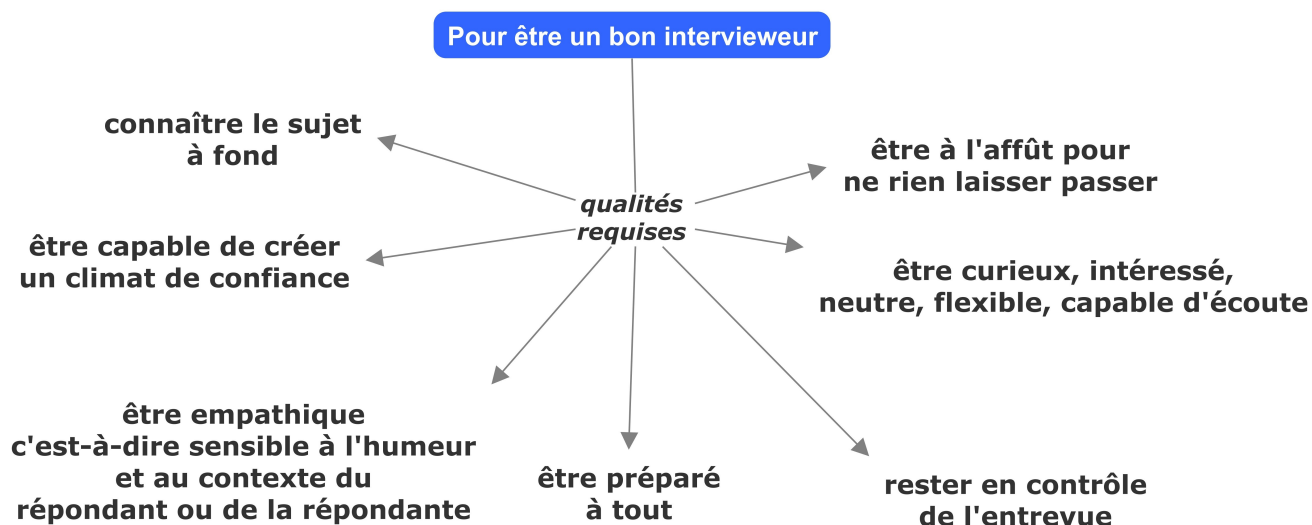 Pour être un bon intervieweur
connaître le sujet
à fond
être à l'affût pour
ne rien laisser passer
qualités
requises
être capable de créer
un climat de confiance
être curieux, intéressé,
neutre, flexible, capable d'écoute
être empathique
c'est-à-dire sensible à l'humeur
et au contexte du
répondant ou de la répondante
être préparé
à tout
rester en contrôle
de l'entrevue